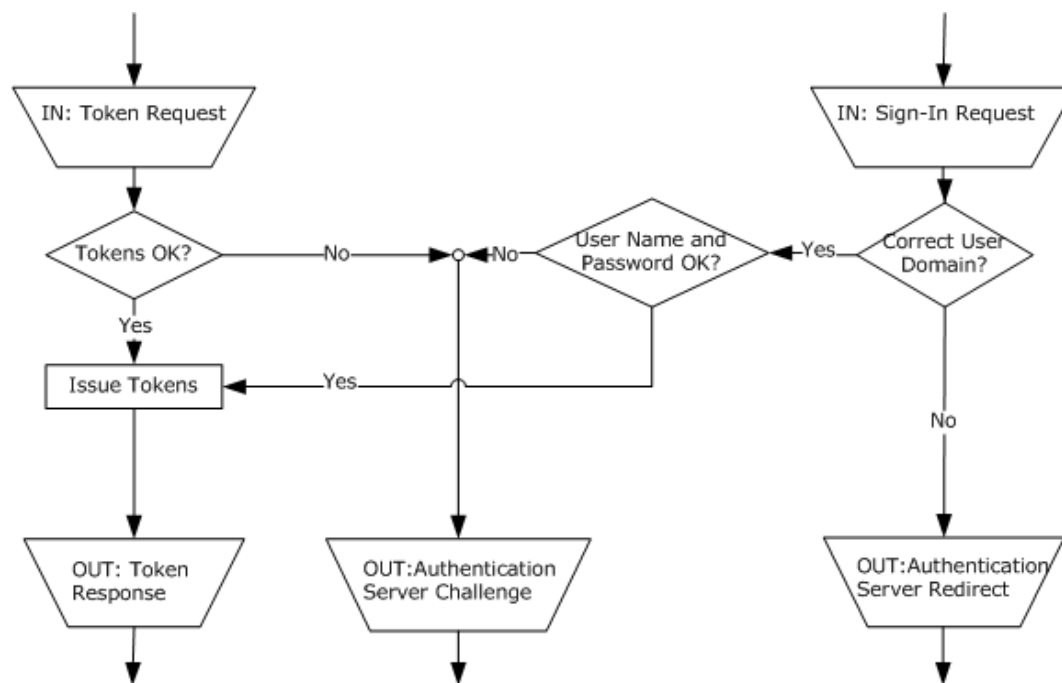 IN: Token Request
IN: Sign-In Request
Tokens OK?
No
No
User Name and
Password OK?
Yes
Correct User
Domain?
Yes
Issue Tokens
Yes
No
OUT: Token
Response
OUT:Authentication
Server Challenge
OUT:Authentication
Server Redirect